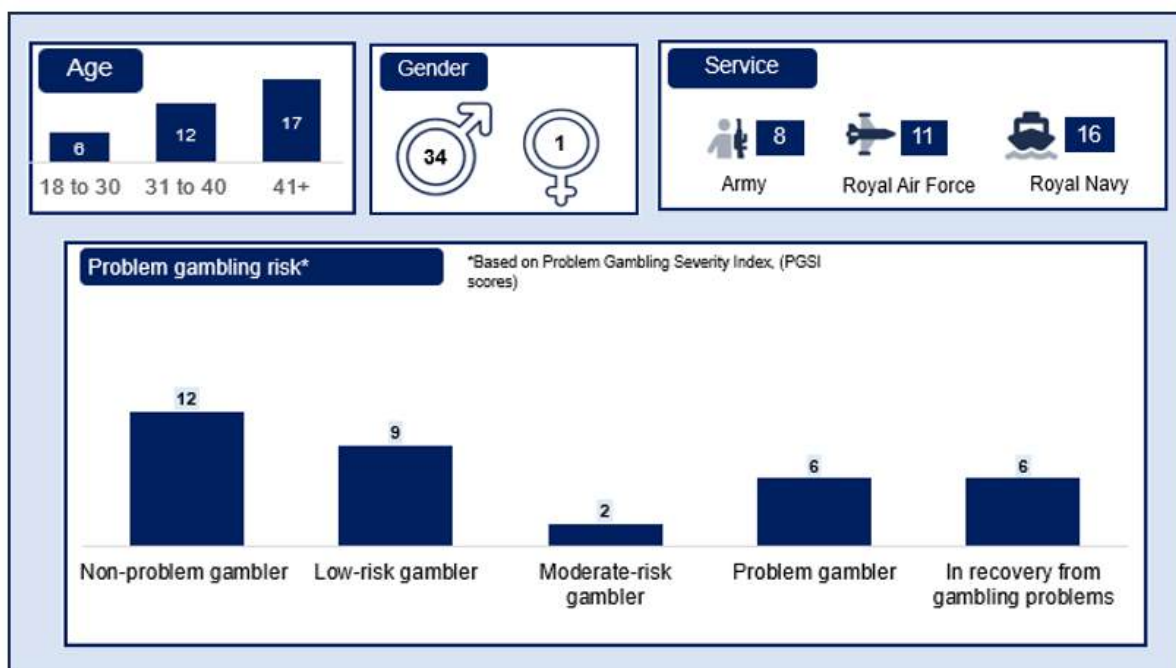 Age
6
12
17
18 to 30
31 to 40
41+
Gender
34
1
Service
8
11
16
Army
Royal Air Force
Royal Navy
Problem gambling risk*
*Based on Problem Gambling Severity Index, (PGSI
scores)
12
9
2
6
6
Non-problem gambler
Low-risk gambler
Moderate-risk
gambler
Problem gambler
In recovery from
gambling problems